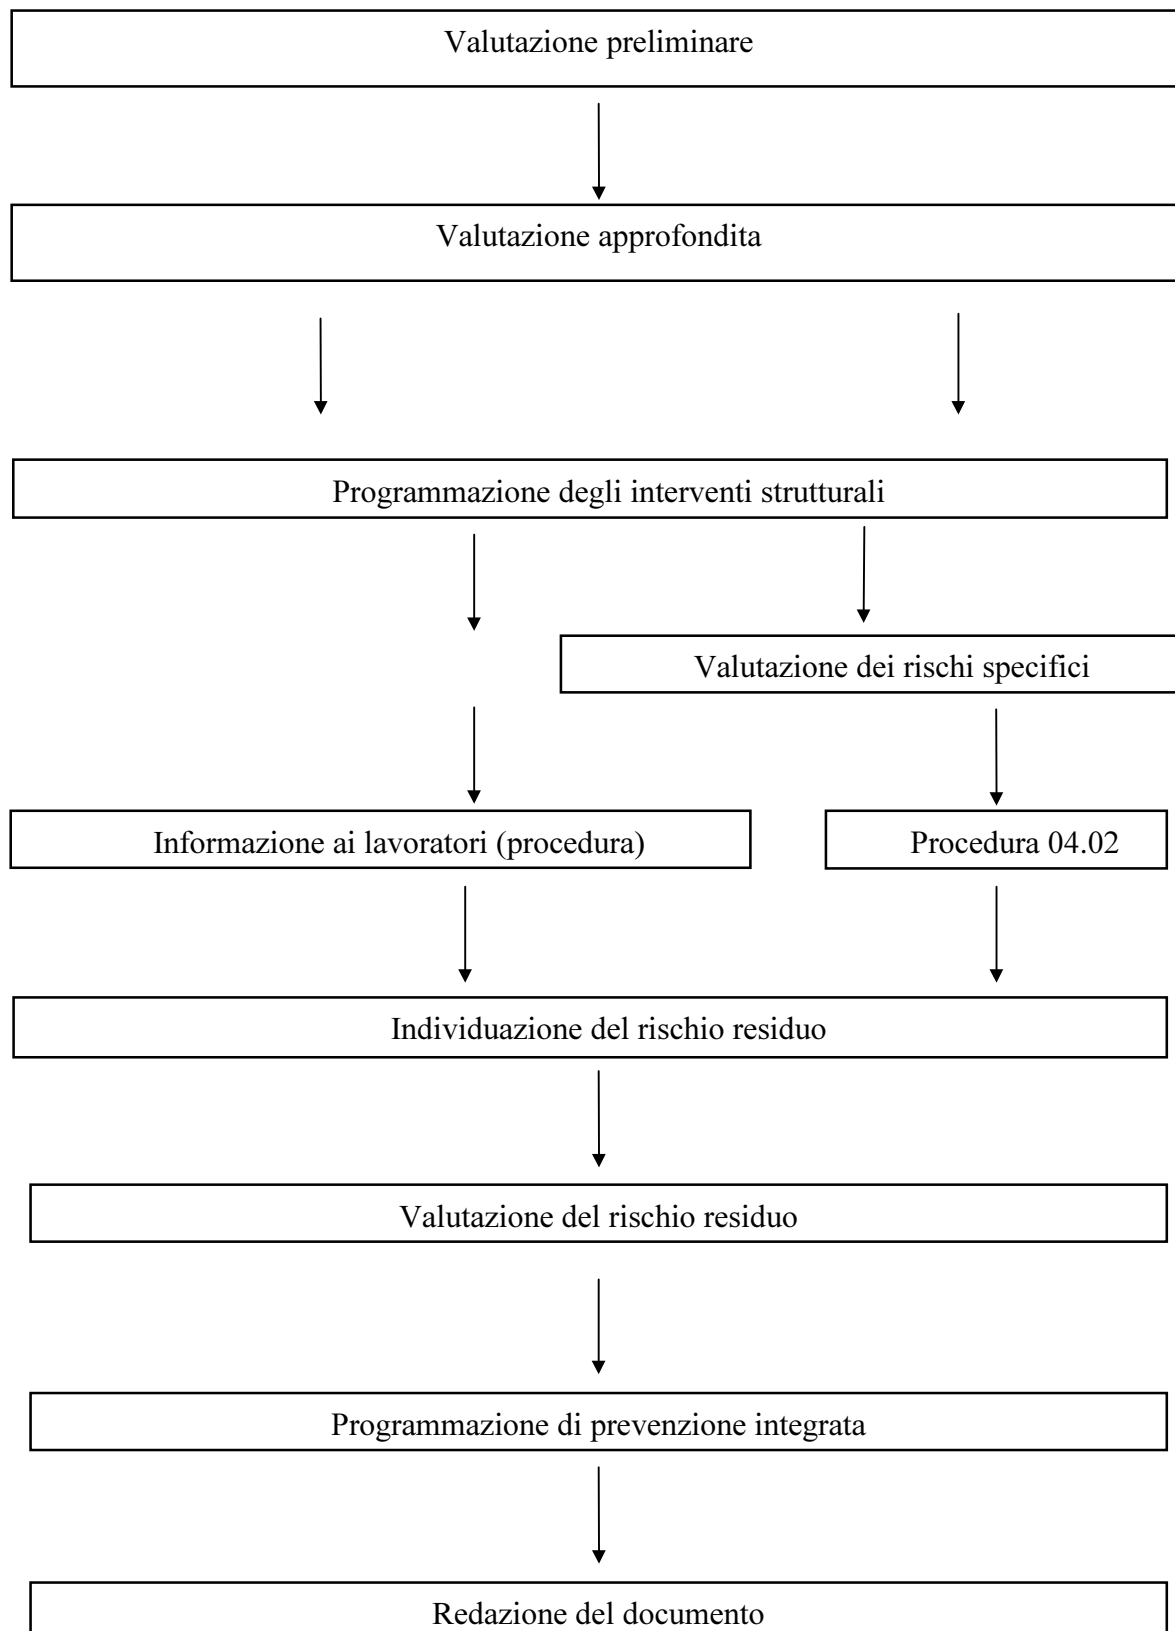 Valutazione preliminare
Valutazione approfondita
Programmazione degli interventi strutturali
Valutazione dei rischi specifici
Informazione ai lavoratori (procedura)
Procedura 04.02
Individuazione del rischio residuo
Valutazione del rischio residuo
Programmazione di prevenzione integrata
Redazione del documento